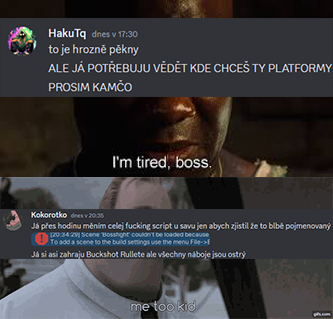 HakuTq dnes v 17:30
to je hrozně pěkny
ALE JÁ POTŘEBUJU VĚDĚT KDE CHCEŠ TY PLATFORMY
PROSIM KAMČO
I'm tired, boss.
Kokorotko dnes v 20:35
Já přes hodinu měním celej fucking script u savu jen abych zjistil že to blbě pojmenovaný
[20:34:29] Scene 'Bossfight' couldn't be loaded because
To add a scene to the build settings use the menu File->
Já si asi zahraju Buckshot Rullete ale všechny náboje jsou ostrý
me too kid
gifs.com